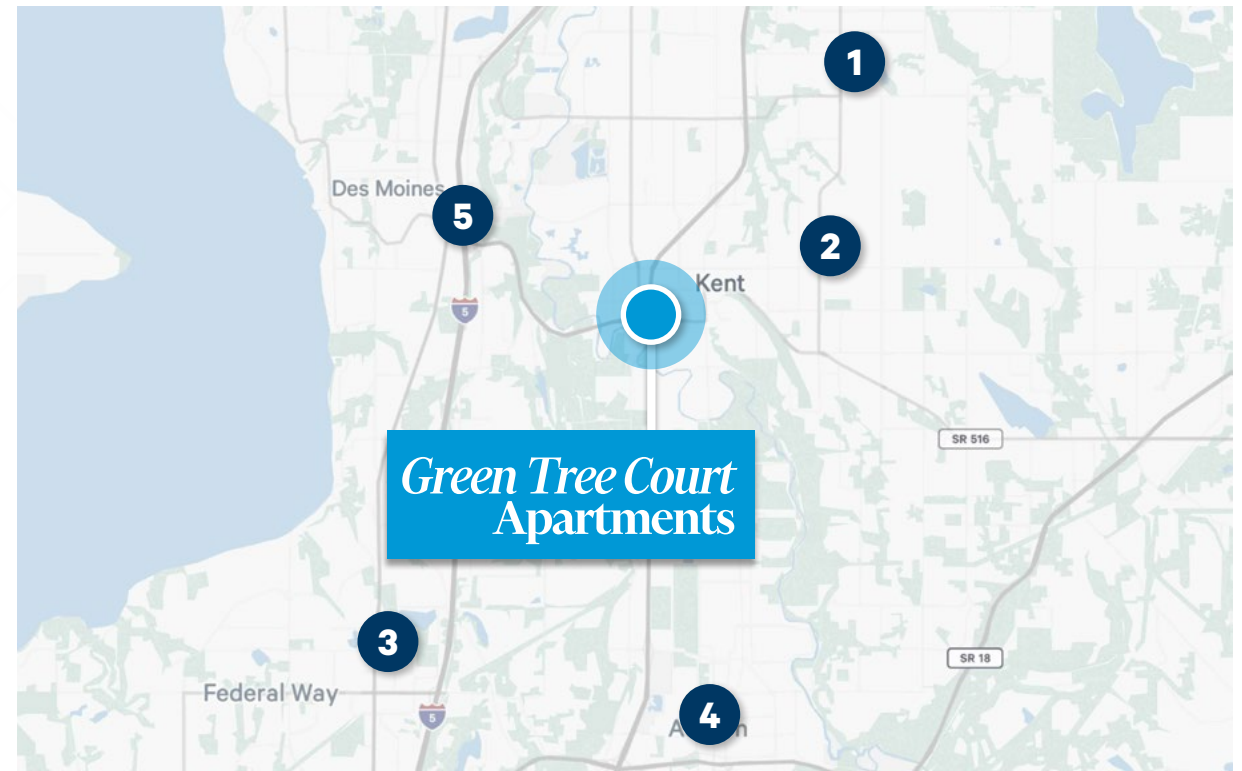 1
Des Moines
5
2
Kent
5
SR 516
Green Tree Court
Apartments
3
SR 18
Federal Way
5
4